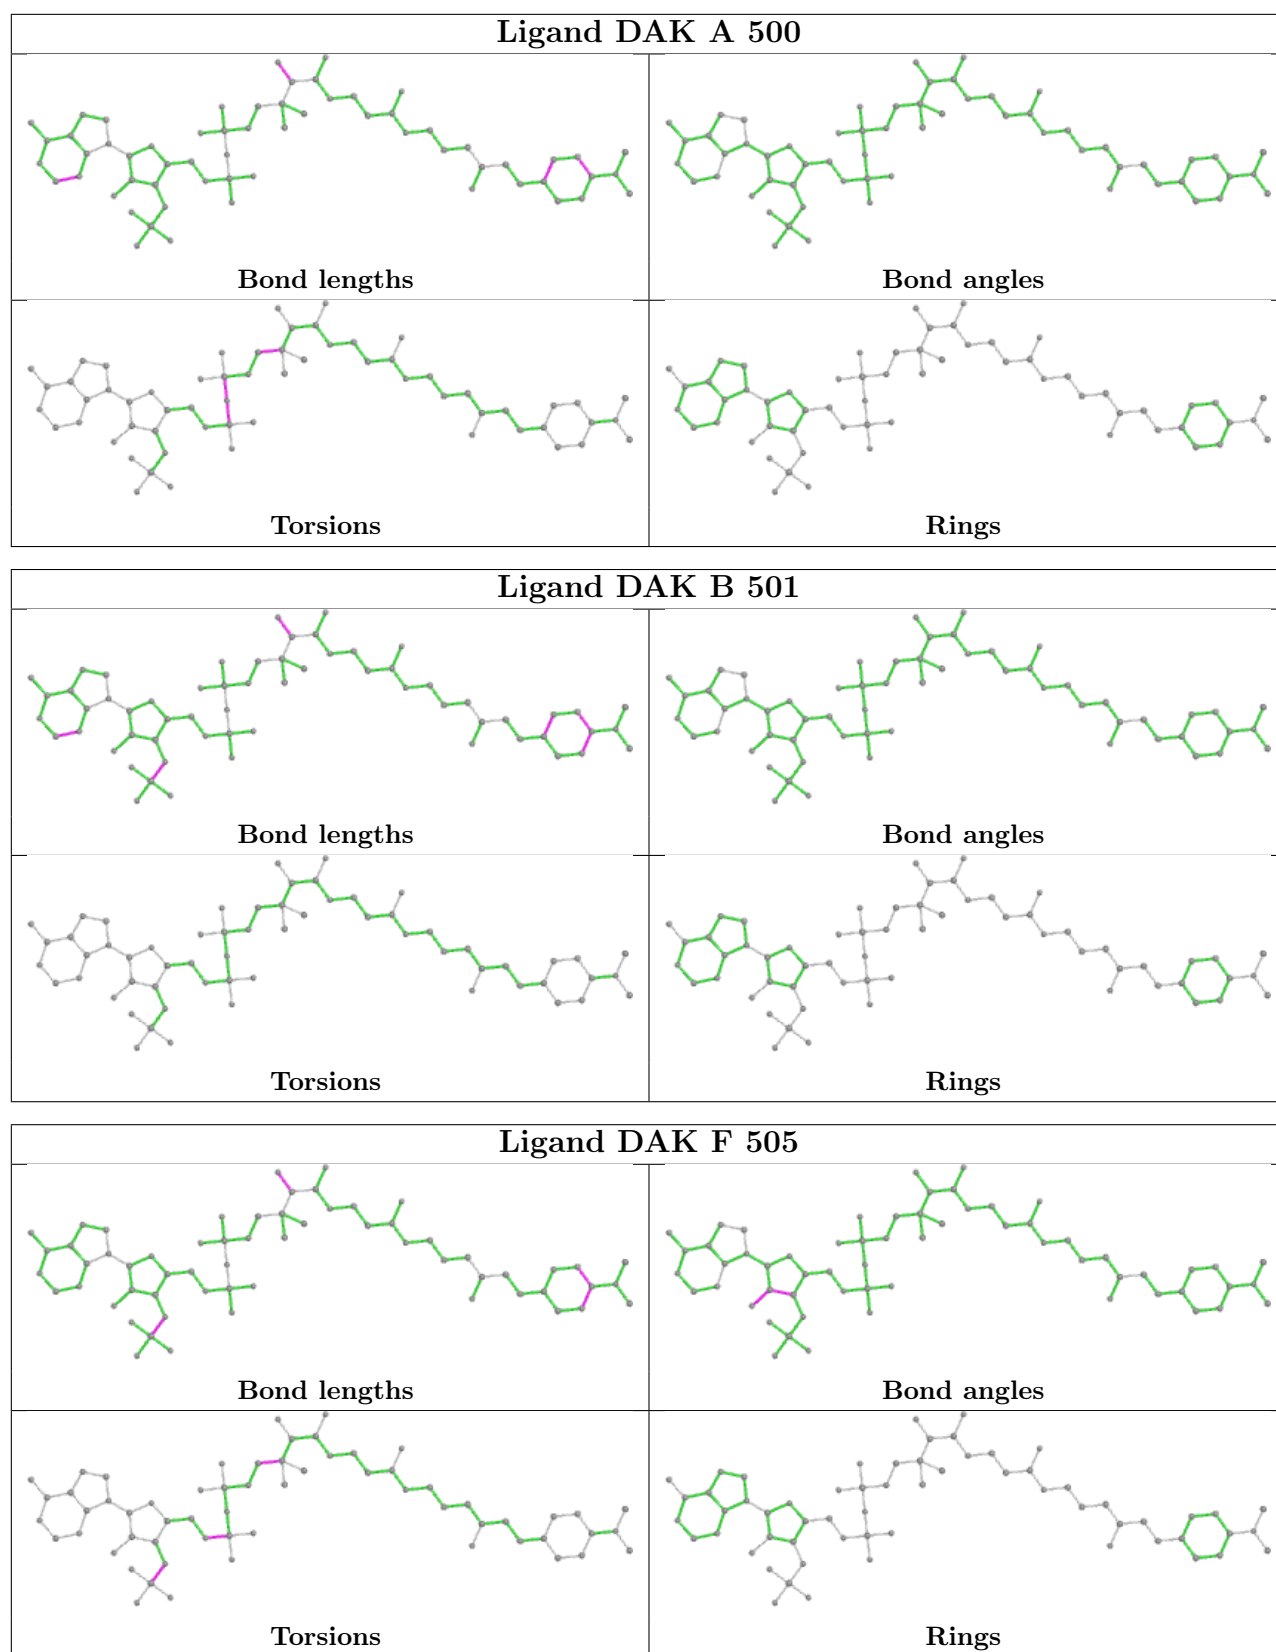 Ligand DAK A 500
Bond lengths
Bond angles
Torsions
Rings
Ligand DAK B 501
Bond lengths
Bond angles
Torsions
Rings
Ligand DAK F 505
Bond lengths
Bond angles
Torsions
Rings